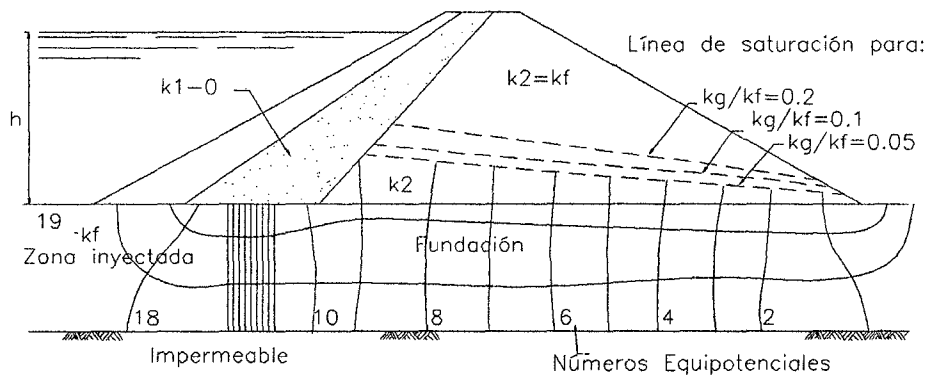 Línea de saturación para:
k2=kf
k1-0
kg/kf=0.2
h
kg/kf=0.1
kg/kf=0.05
k2
19
-kf
Fundación
Zona inyectada
18
10
8
6
4
2
Impermeable
Números Equipotenciales